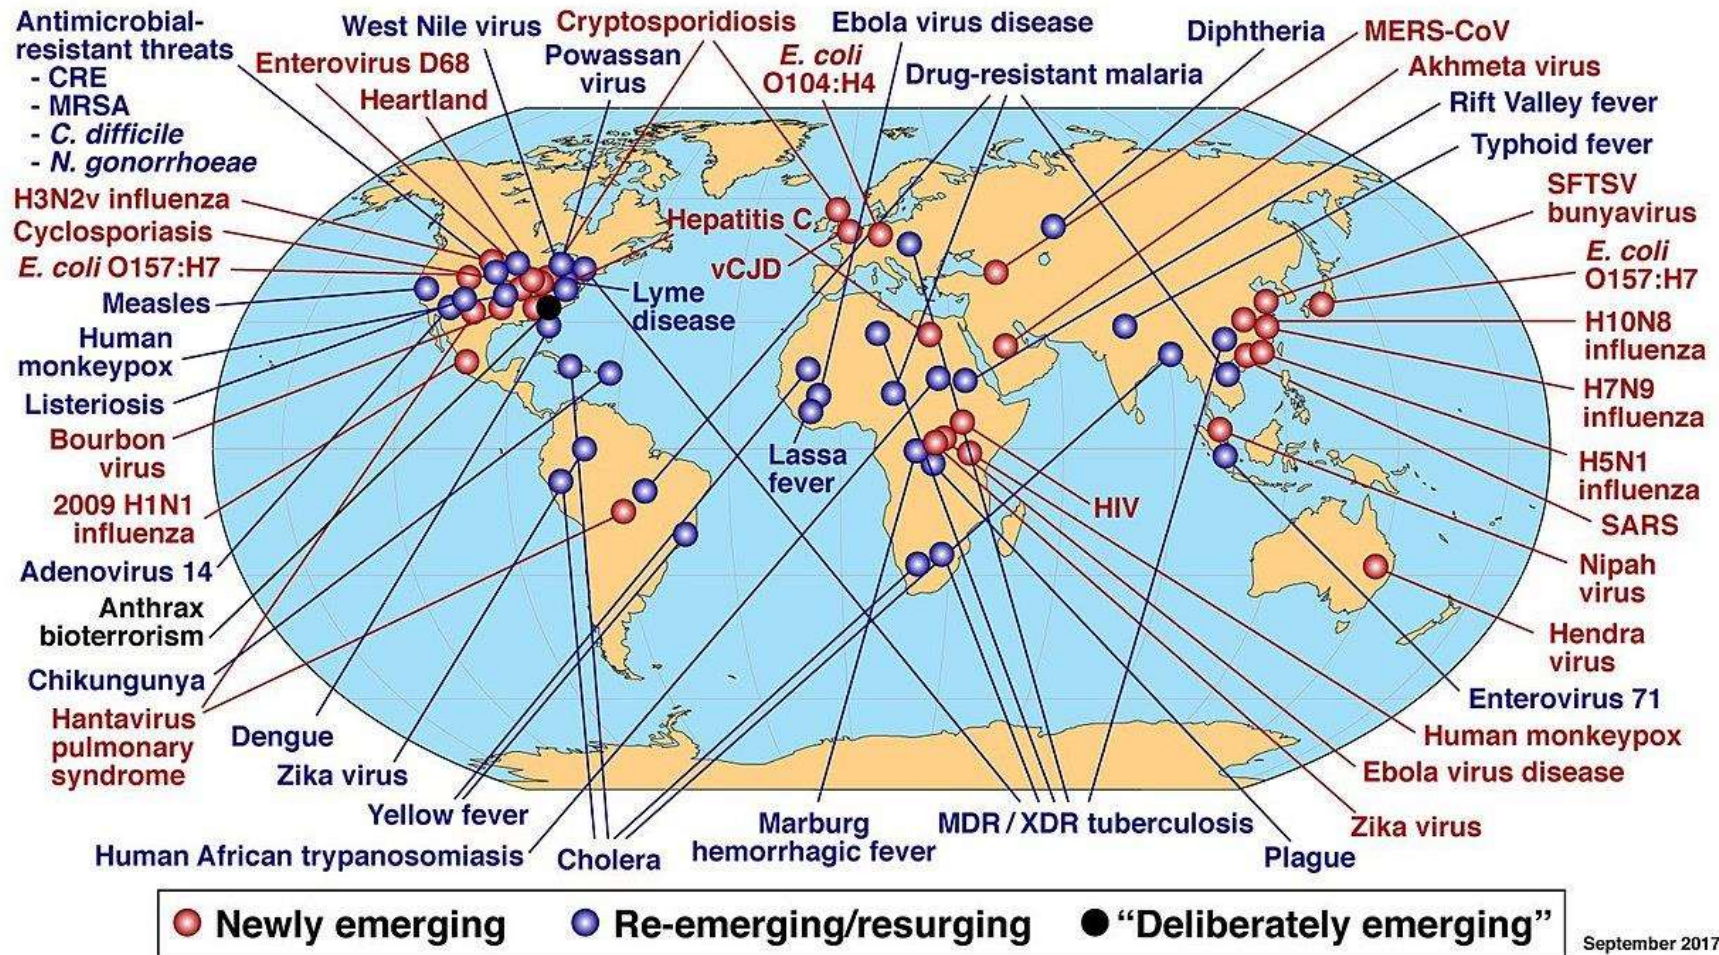 Antimicrobial-
resistant threats
- CRE
- MRSA
- C. difficile
- N. gonorrhoeae
West Nile virus
Enterovirus D68
Heartland
Cryptosporidiosis
Powassan
virus
Ebola virus disease
E. coli
O104:H4
Drug-resistant malaria
Diphtheria
MERS-CoV
Akhmeta virus
Rift Valley fever
Typhoid fever
SFTSV
bunyavirus
E. coli
O157:H7
H10N8
influenza
H7N9
influenza
H5N1
influenza
SARS
Nipah
virus
Hendra
virus
Enterovirus 71
Human monkeypox
Ebola virus disease
Zika virus
Plague
H3N2v influenza
Cyclosporiasis
E. coli O157:H7
Measles
Human
monkeypox
Listeriosis
Bourbon
virus
2009 H1N1
influenza
Adenovirus 14
Anthrax
bioterrorism
Chikungunya
Hantavirus
pulmonary
syndrome
Dengue
Zika virus
Yellow fever
Human African trypanosomiasis
Cholera
Marburg
hemorrhagic fever
MDR / XDR tuberculosis
Hepatitis C
vCJD
Lyme
disease
Lassa
fever
HIV
Newly emerging
Re-emerging/resurging
“Deliberately emerging”
September 2017